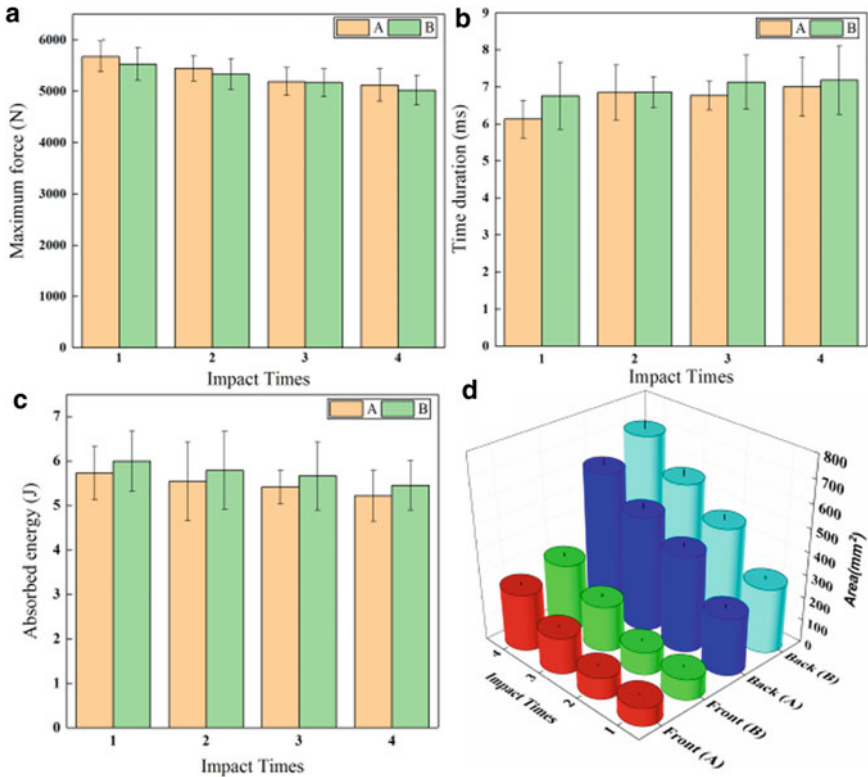 a
A B
6000
5000
4000
3000
2000
1000
0
Maximum force (N)
1 2 3 4
Impact Times
b
A B
9
8
7
6
5
4
3
2
1
0
Time duration (ms)
1 2 3 4
Impact Times
c
A B
7
6
5
4
3
2
1
0
Absorbed energy (J)
1 2 3 4
Impact Times
d
800
700
600
500
400
300
200
100
0
Area(mm²)
4
3
2
1
Impact Times
Front (A)
Front (B)
Back (A)
Back (B)